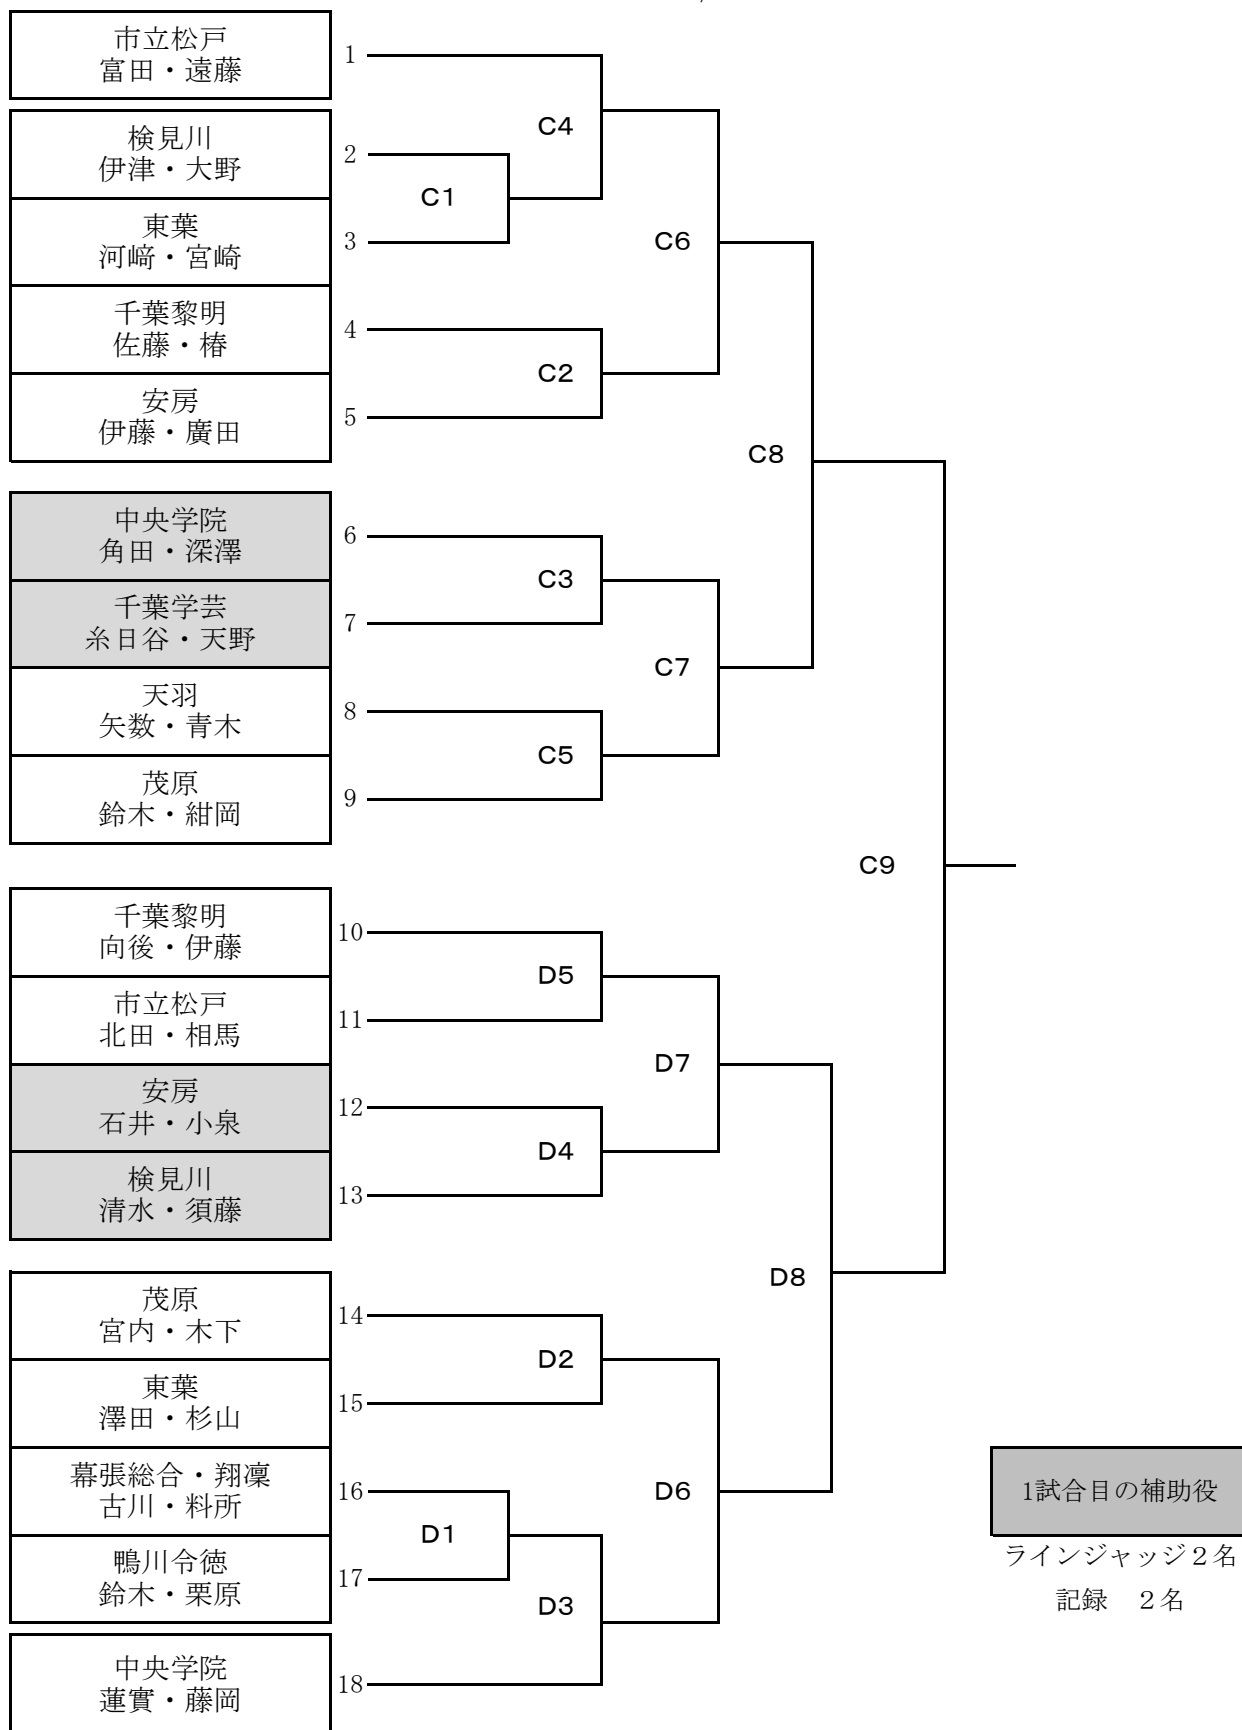 市立松戸
富田・遠藤
1
C4
検見川
伊津・大野
2
C1
東葉
河﨑・宮崎
3
C6
千葉黎明
佐藤・椿
4
C2
安房
伊藤・廣田
5
C8
中央学院
角田・深澤
6
C3
千葉学芸
糸日谷・天野
7
C7
天羽
矢数・青木
8
C5
茂原
鈴木・紺岡
9
C9
千葉黎明
向後・伊藤
10
D5
市立松戸
北田・相馬
11
D7
安房
石井・小泉
12
D4
検見川
清水・須藤
13
D8
茂原
宮内・木下
14
D2
東葉
澤田・杉山
15
幕張総合・翔凜
古川・料所
16
D6
D1
鴨川令徳
鈴木・栗原
17
D3
中央学院
蓮實・藤岡
18
1試合目の補助役
ラインジャッジ２名
記録　２名